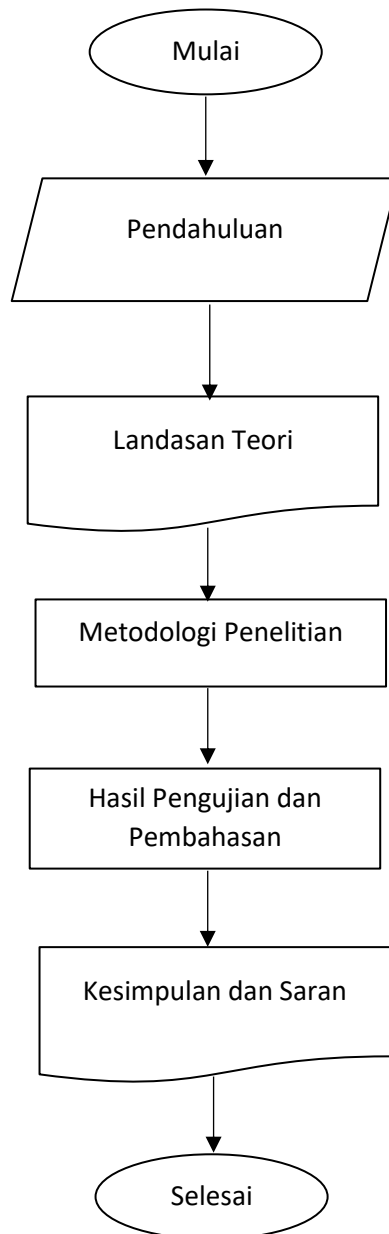 Mulai
Pendahuluan
Landasan Teori
Metodologi Penelitian
Hasil Pengujian dan
Pembahasan
Kesimpulan dan Saran
Selesai